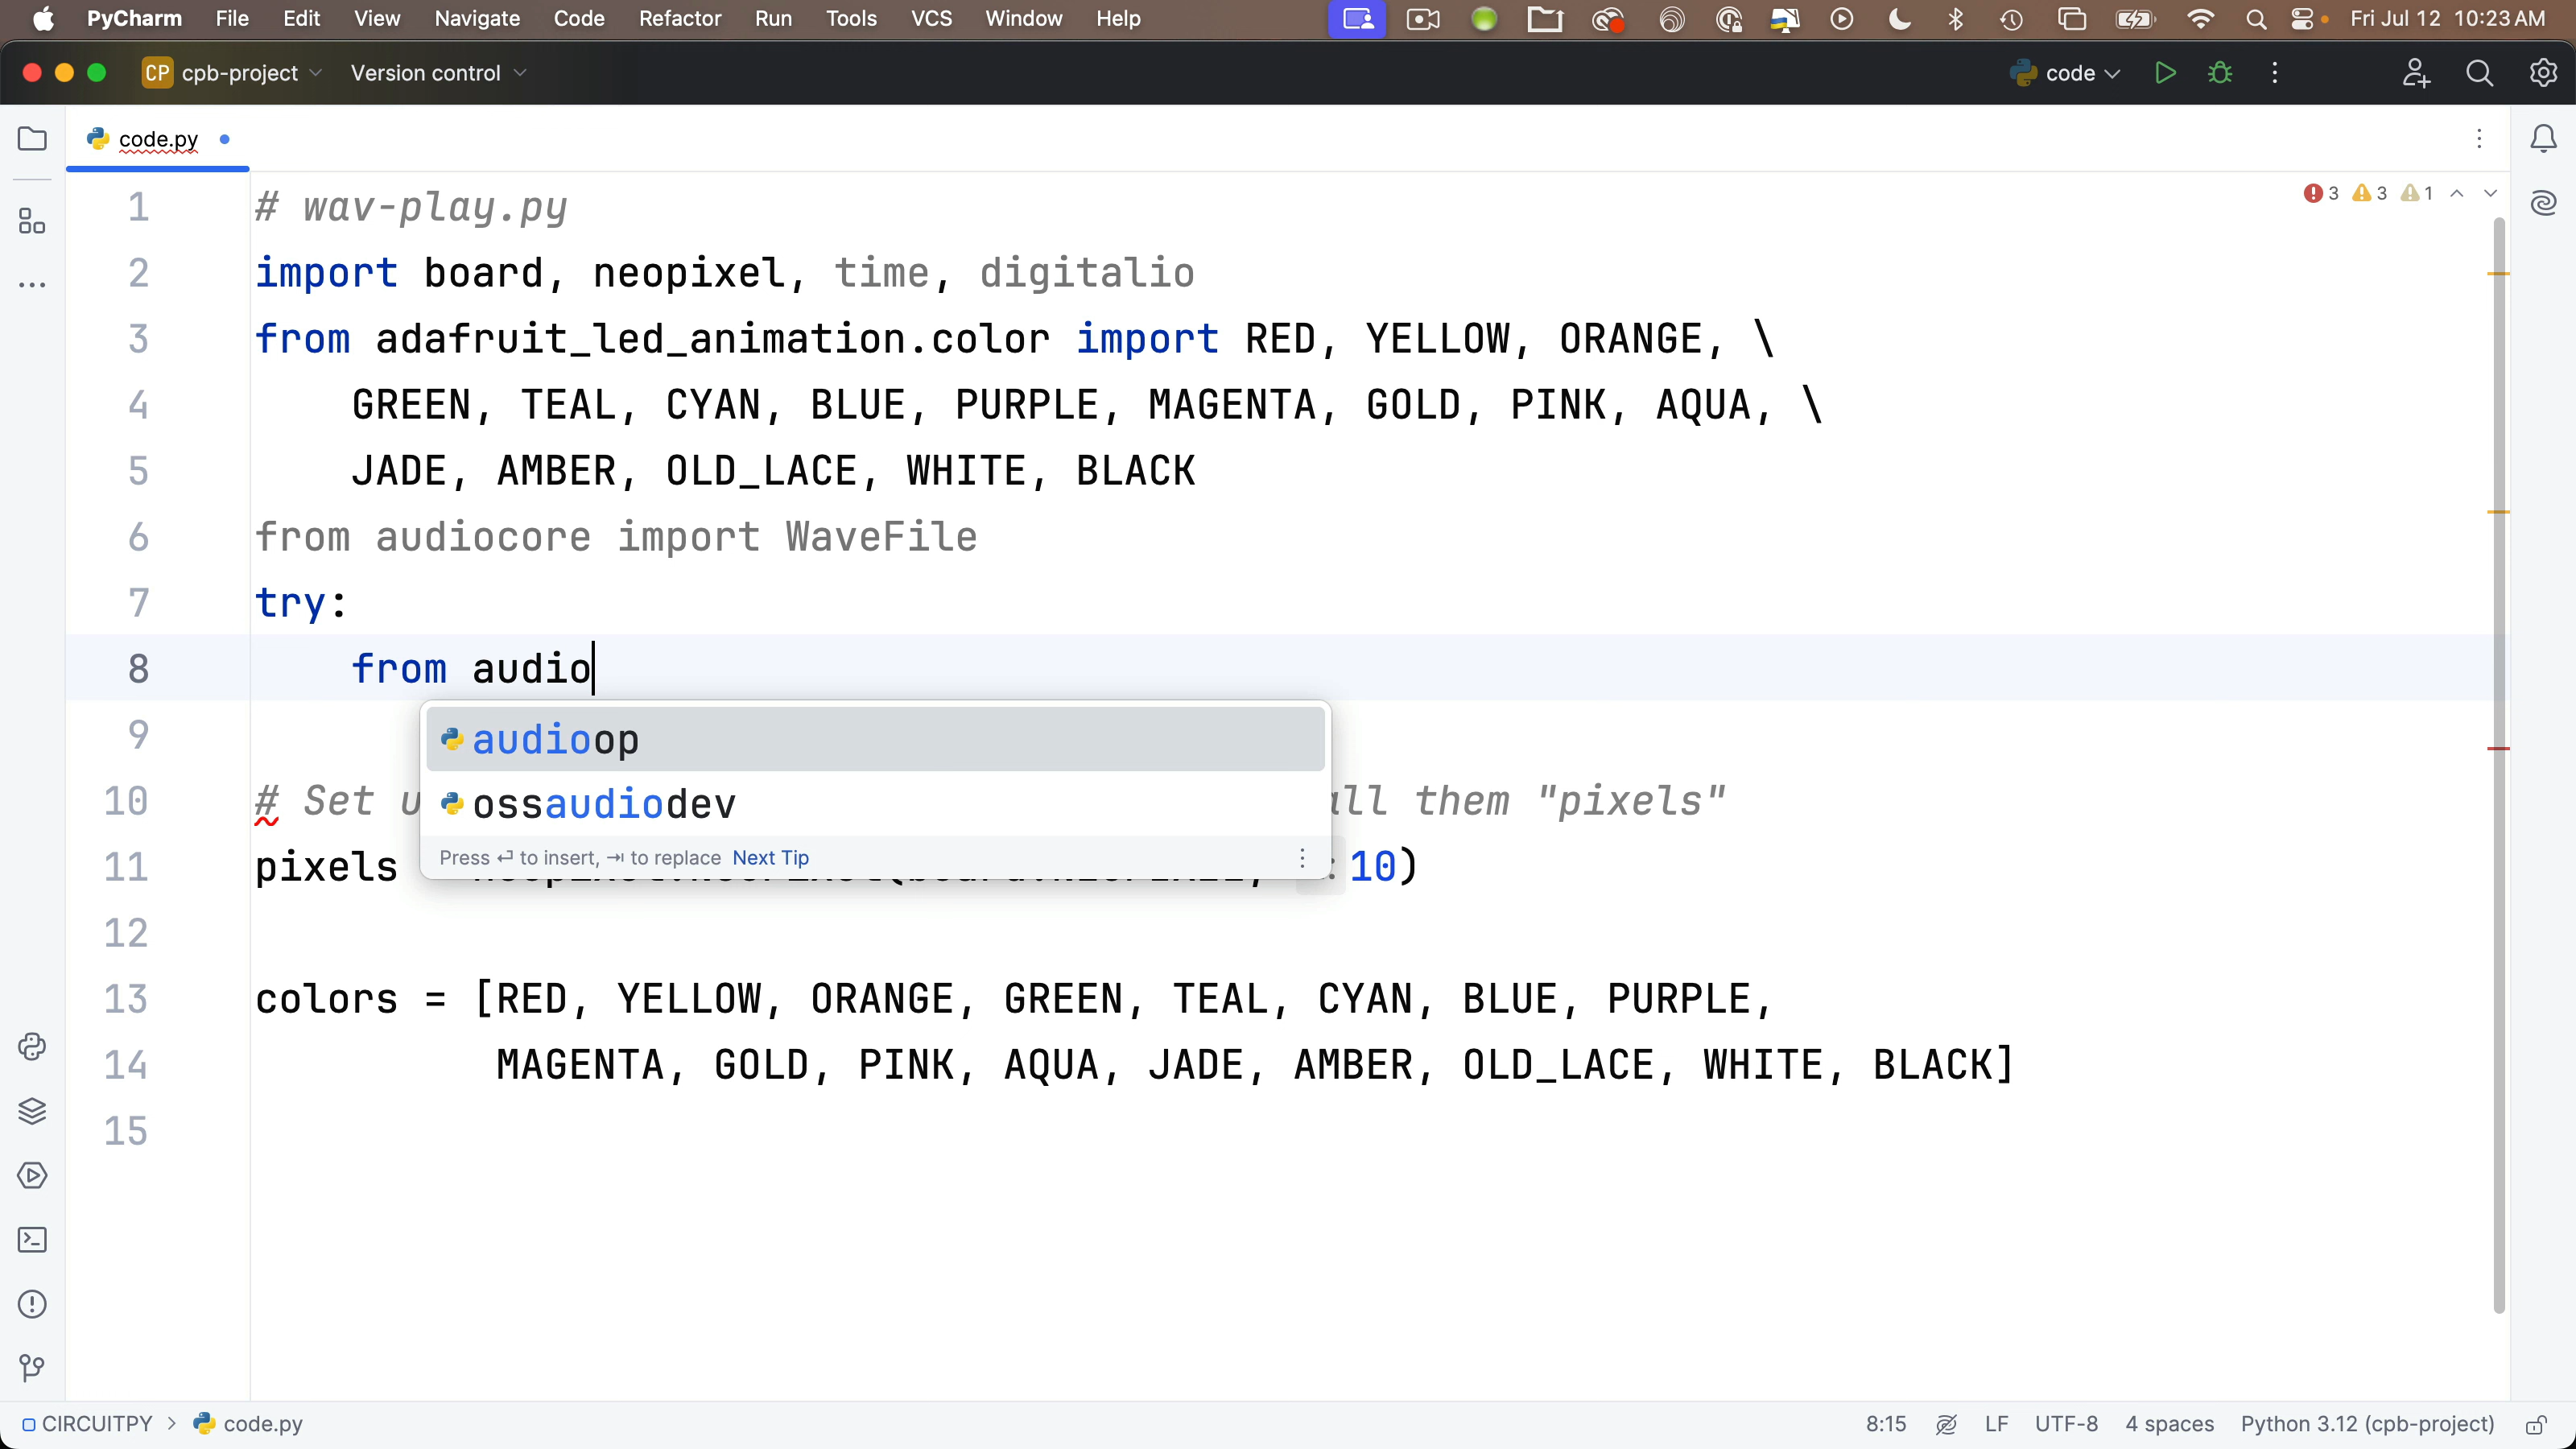 PyCharm File Edit View Navigate Code Refactor Run Tools VCS Window Help Fri Jul 12 10:23 AM
CP cpb-project Version control code
code.py
3 3 1
1 # wav-play.py
2 import board, neopixel, time, digitalio
3 from adafruit_led_animation.color import RED, YELLOW, ORANGE, \
4 GREEN, TEAL, CYAN, BLUE, PURPLE, MAGENTA, GOLD, PINK, AQUA, \
5 JADE, AMBER, OLD_LACE, WHITE, BLACK
6 from audiocore import WaveFile
7 try:
8 from audio
audioop
ossaudiodev
Press ⏎ to insert, ⇥ to replace Next Tip
9
10 # Set them "pixels"
11 pixels 10)
12
13 colors = [RED, YELLOW, ORANGE, GREEN, TEAL, CYAN, BLUE, PURPLE,
14 MAGENTA, GOLD, PINK, AQUA, JADE, AMBER, OLD_LACE, WHITE, BLACK]
15
CIRCUITPY > code.py 8:15 LF UTF-8 4 spaces Python 3.12 (cpb-project)